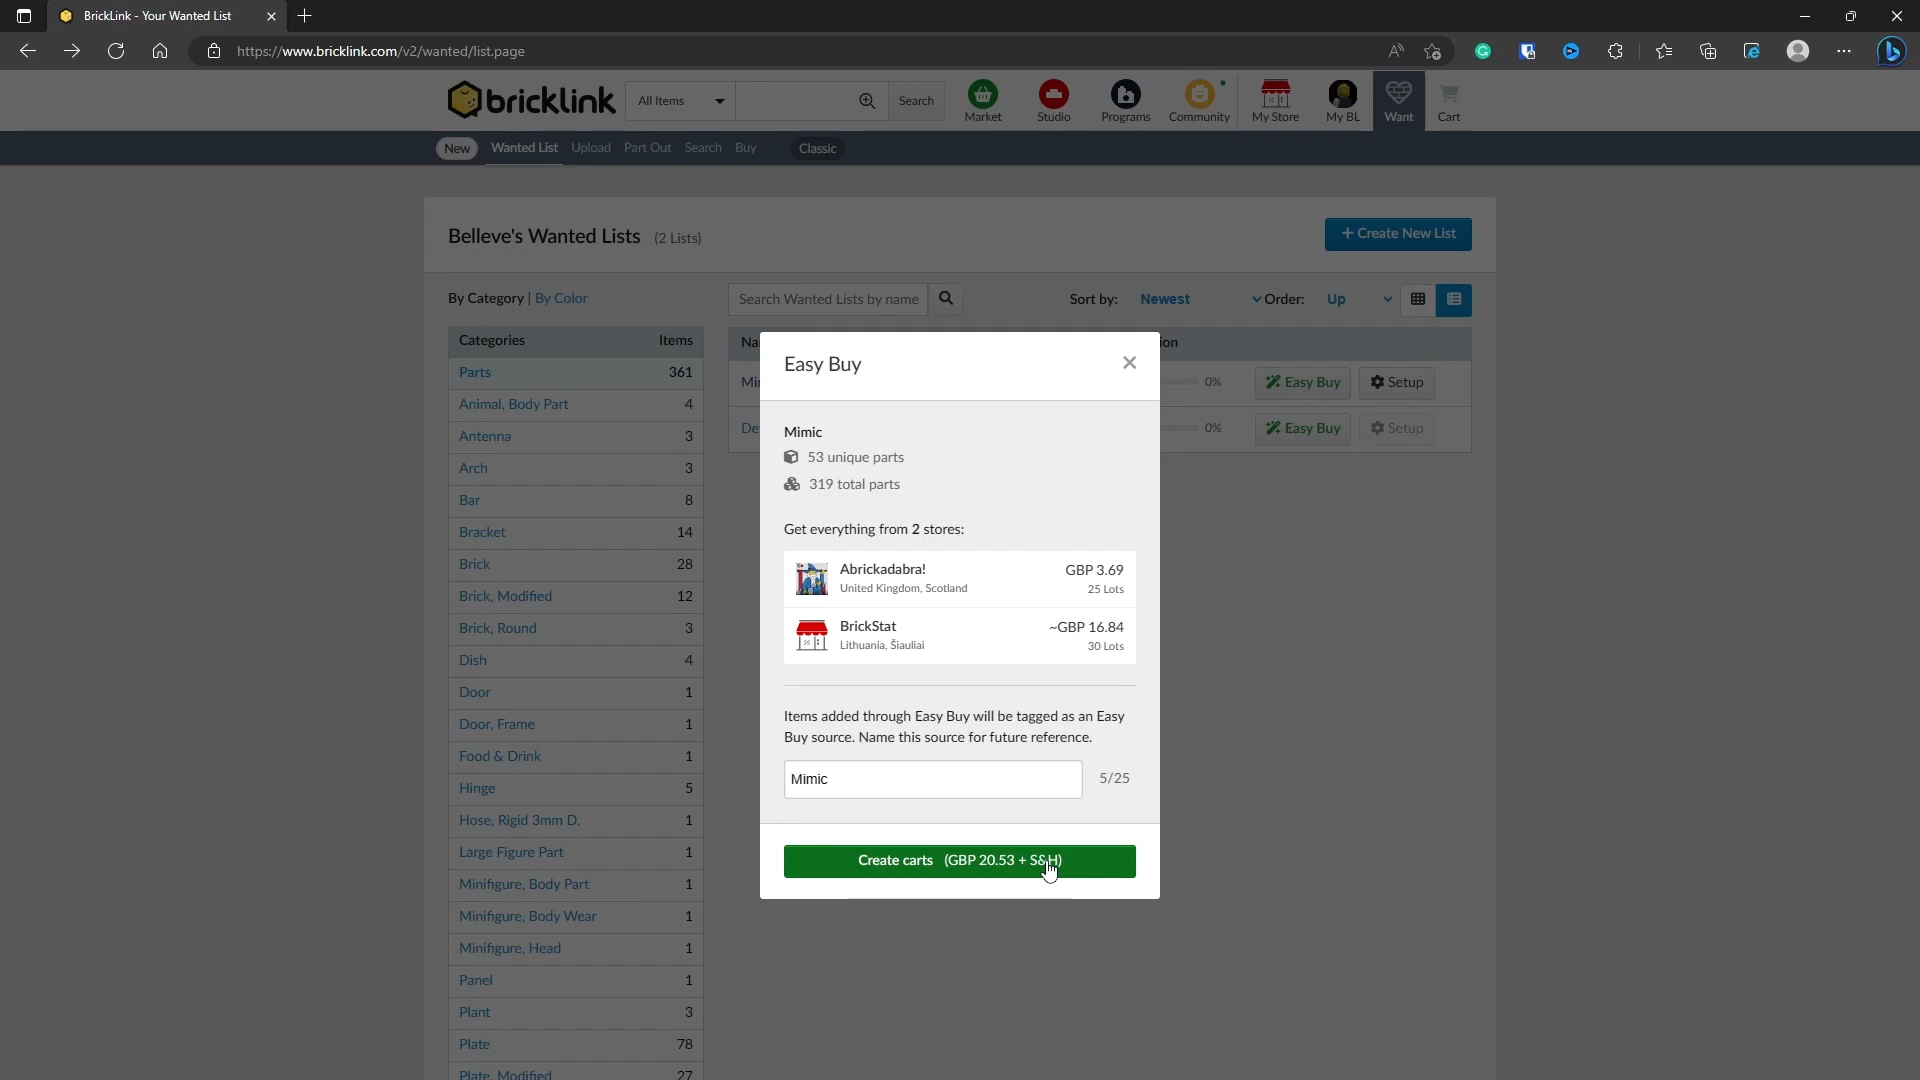 BrickLink - Your Wanted List
https://www.bricklink.com/v2/wanted/list.page
bricklink
All Items
Search
Market
Studio
Programs
Community
My Store
My BL
Want
Cart
New
Wanted List
Upload
Part Out
Search
Buy
Classic
Belleve's Wanted Lists (2 Lists)
+ Create New List
By Category | By Color
Search Wanted Lists by name
Sort by: Newest
Order: Up
Categories Items
Parts 361
Animal, Body Part 4
Antenna 3
Arch 3
Bar 8
Bracket 14
Brick 28
Brick, Modified 12
Brick, Round 3
Dish 4
Door 1
Door, Frame 1
Food & Drink 1
Hinge 5
Hose, Rigid 3mm D. 1
Large Figure Part 1
Minifigure, Body Part 1
Minifigure, Body Wear 1
Minifigure, Head 1
Panel 1
Plant 3
Plate 78
Plate, Modified 27
Na
ion
Mi
0% Easy Buy Setup
De
0% Easy Buy Setup
Easy Buy
Mimic
53 unique parts
319 total parts
Get everything from 2 stores:
Abrickadabra! GBP 3.69
United Kingdom, Scotland 25 Lots
BrickStat ~GBP 16.84
Lithuania, Šiauliai 30 Lots
Items added through Easy Buy will be tagged as an Easy
Buy source. Name this source for future reference.
Mimic 5/25
Create carts (GBP 20.53 + S&H)